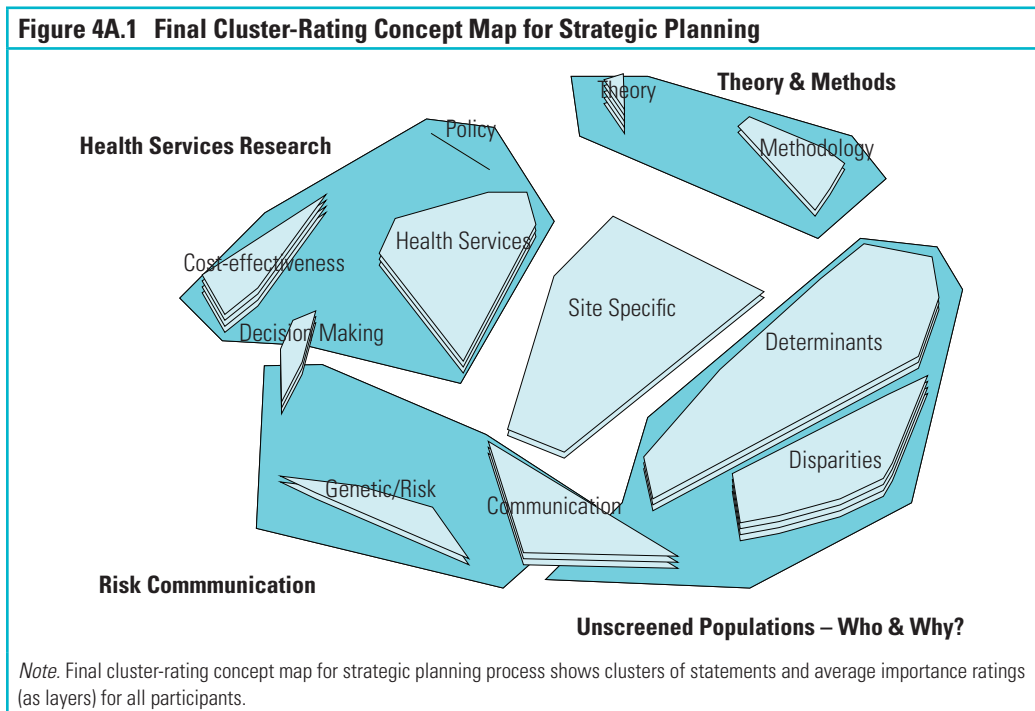 Figure 4A.1 Final Cluster-Rating Concept Map for Strategic Planning
Theory
Theory & Methods
Policy
Health Services Research
Methodology
Health Services
Cost-effectiveness
Site Specific
Decision Making
Determinants
Disparities
Genetic/Risk
Communication
Risk Commmunication
Unscreened Populations – Who & Why?
Note. Final cluster-rating concept map for strategic planning process shows clusters of statements and average importance ratings
(as layers) for all participants.